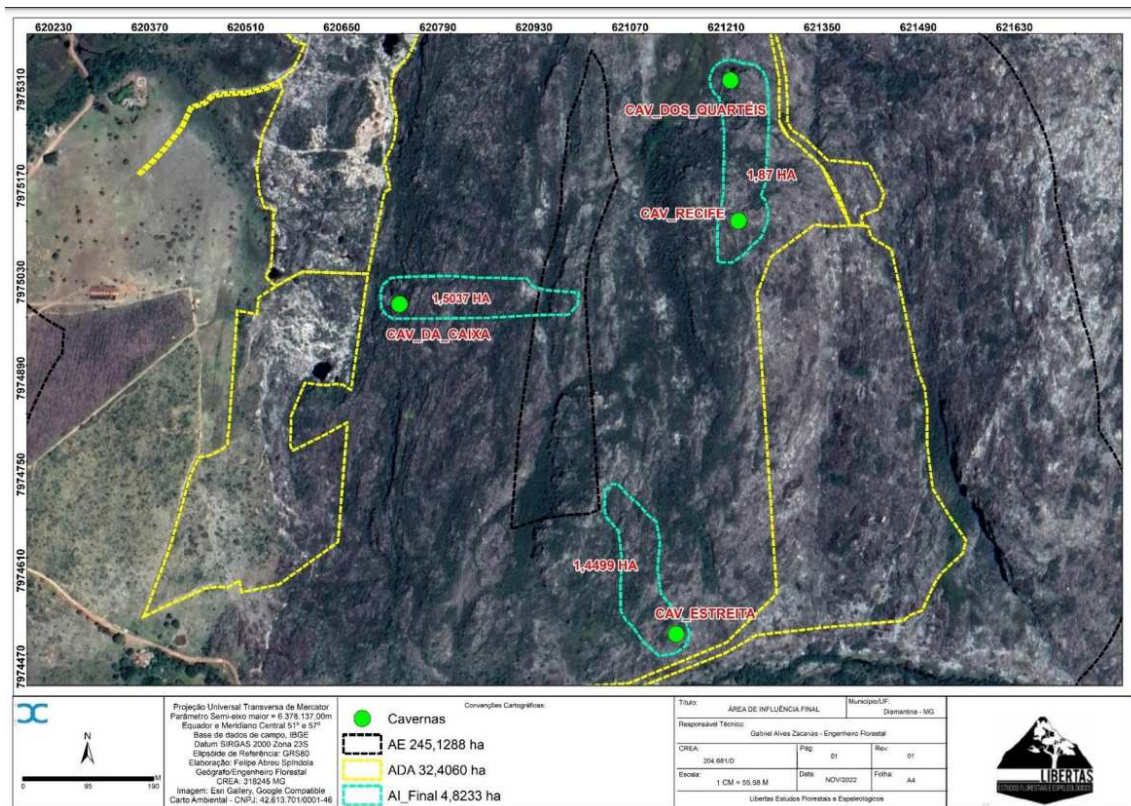 620230 620370 620510 620650 620790 620930 621070 621210 621350 621490 621630
7975310
7975170
7975030
7974890
7974750
7974610
7974470
CAV_DOS_QUARTÉIS
1,87 HA
CAV_RECIFE
1,5037 HA
CAV_DA_CAIXA
1,4499 HA
CAV_ESTREITA
N
0 95 190
M
Projeção Universal Transversa de Mercator
Parâmetro Semi-eixo maior = 6.378.137,00m
Equador e Meridiano Central 51º e 57º
Base de dados de campo, IBGE
Datum SIRGAS 2000 Zona 23S
Elipsóide de Referência: GRS80
Elaboração: Felipe Abreu Spíndola
Geógrafo/Engenheiro Florestal
CREA: 318245 MG
Imagem: Esri Gallery, Google Compatible
Carto Ambiental - CNPJ: 42.613.701/0001-46
Convenções Cartográficas:
Cavernas
AE 245,1288 ha
ADA 32,4060 ha
AI_Final 4,8233 ha
Título:
ÁREA DE INFLUÊNCIA FINAL
Município/UF:
Diamantina - MG
Responsável Técnico:
Gabriel Alves Zacarias - Engenheiro Florestal
CREA:
204.681/D
Pág:
01
Rev:
01
Escala:
1 CM = 55,58 M
Data:
NOV/2022
Folha:
A4
Libertas Estudos Florestais e Espeleológicos
LIBERTAS
ESTUDOS FLORESTAIS E ESPELEOLÓGICOS